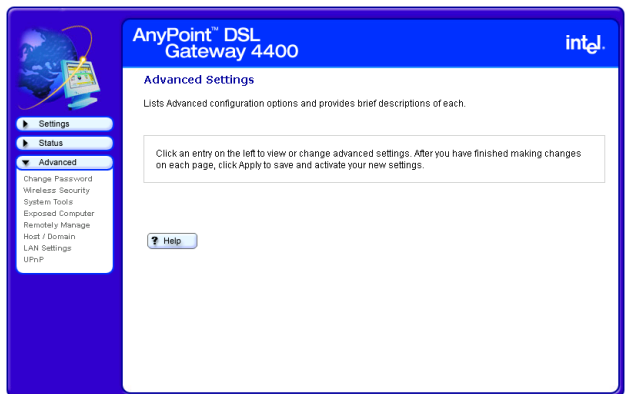 AnyPoint™ DSL
Gateway 4400
intel.
Settings
Status
Advanced
Change Password
Wireless Security
System Tools
Exposed Computer
Remotely Manage
Host / Domain
LAN Settings
UPnP
Advanced Settings
Lists Advanced configuration options and provides brief descriptions of each.
Click an entry on the left to view or change advanced settings. After you have finished making changes
on each page, click Apply to save and activate your new settings.
? Help